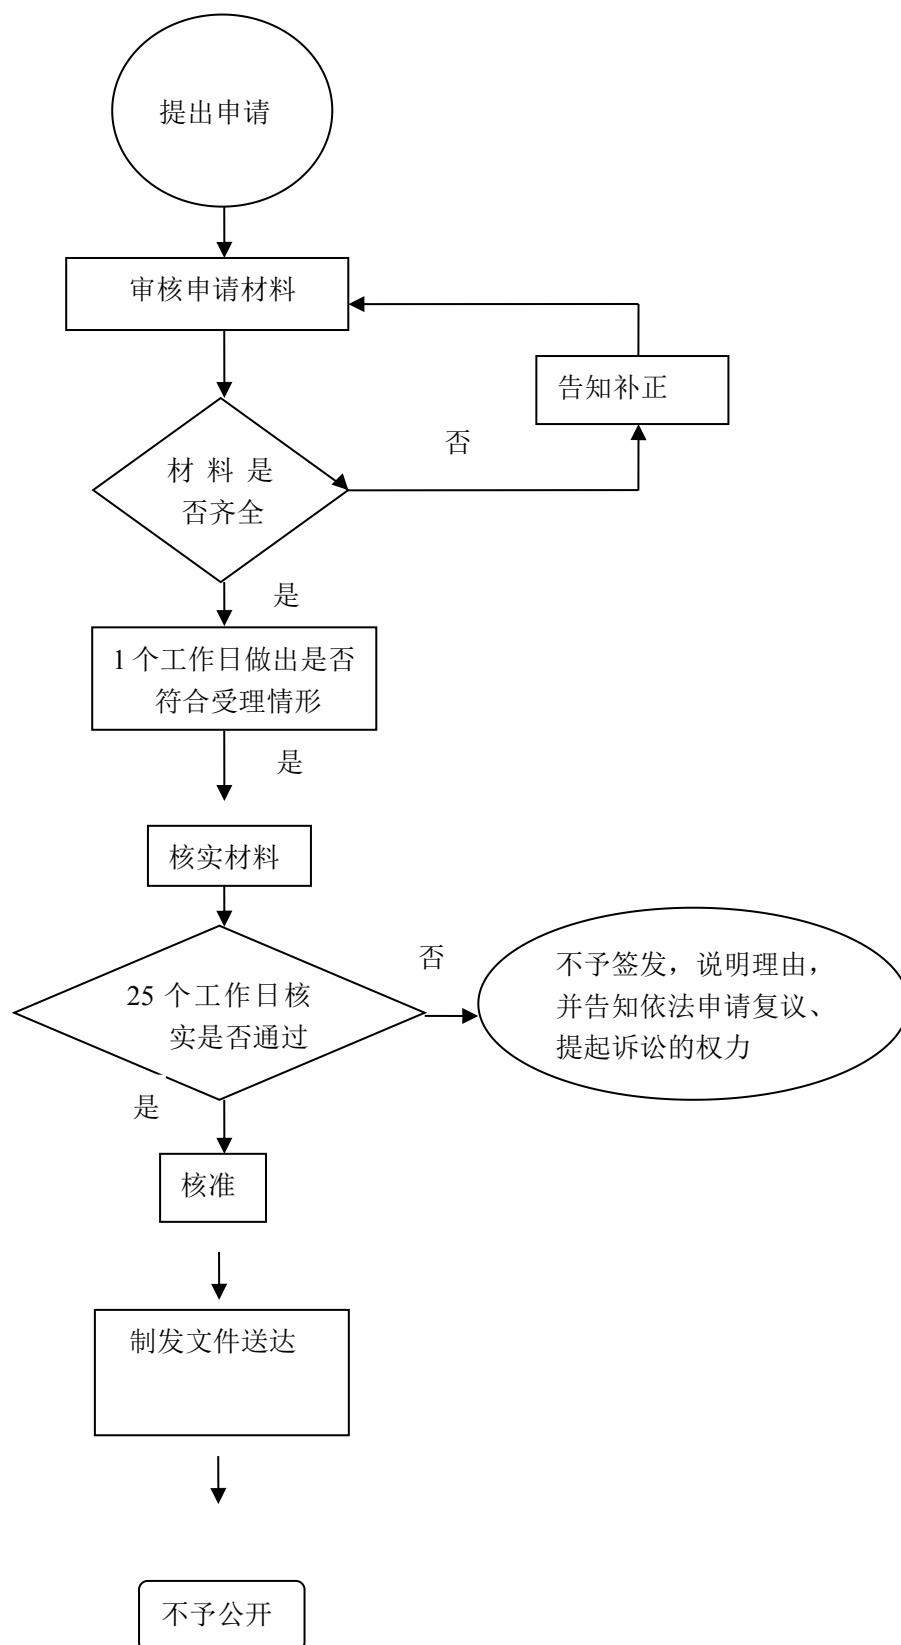 提出申请
审核申请材料
告知补正
否
材料是
否齐全
是
1个工作日做出是否
符合受理情形
是
核实材料
否
25个工作日核
实是否通过
不予签发，说明理由，
并告知依法申请复议、
提起诉讼的权力
是
核准
制发文件送达
不予公开